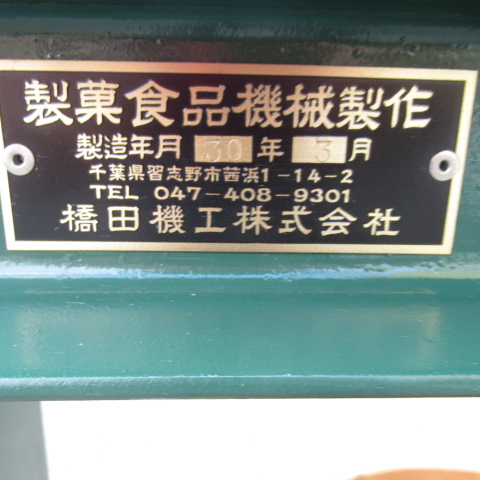 製菓食品機械製作
製造年月 30 年 3 月
千葉県習志野市茜浜1-14-2
TEL 047-408-9301
橋田機工株式会社